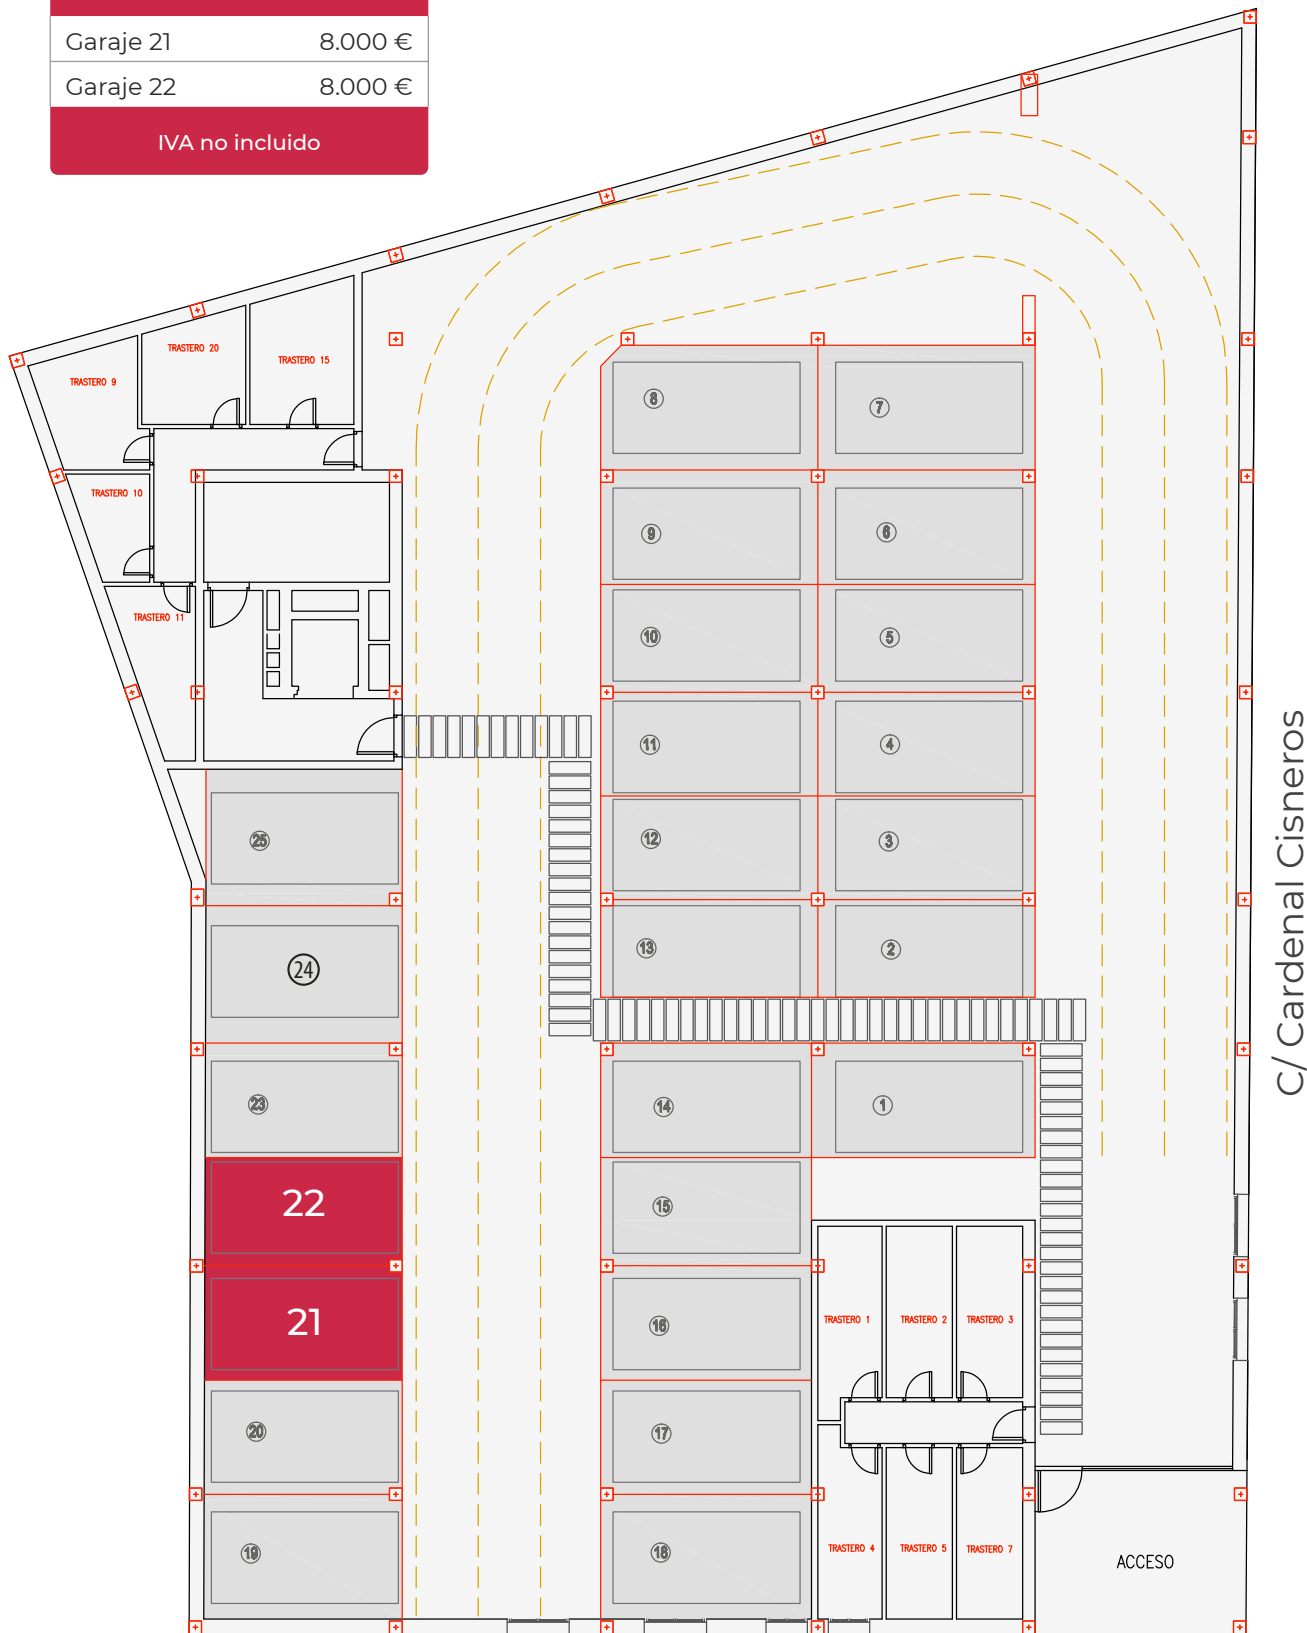 Garaje 21 8.000 €
Garaje 22 8.000 €
IVA no incluido
TRASTERO 20
TRASTERO 15
TRASTERO 9
TRASTERO 10
TRASTERO 11
8
7
9
6
10
5
11
4
12
3
13
2
25
24
23
14
1
22
15
21
16
20
17
19
18
TRASTERO 1
TRASTERO 2
TRASTERO 3
TRASTERO 4
TRASTERO 5
TRASTERO 7
ACCESO
C/ Cardenal Cisneros